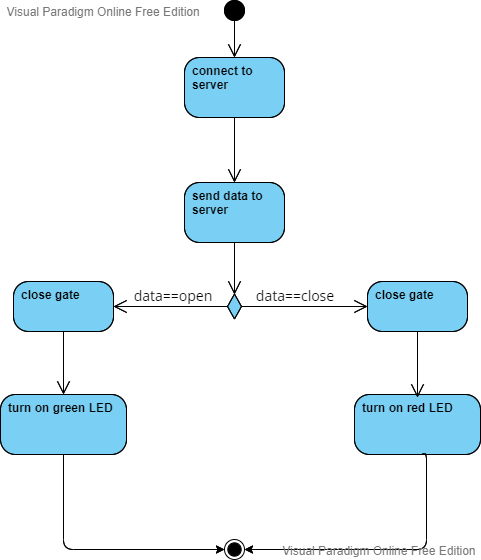 Visual Paradigm Online Free Edition
connect to
server
send data to
server
data==open
data==close
close gate
close gate
turn on green LED
turn on red LED
Visual Paradigm Online Free Edition